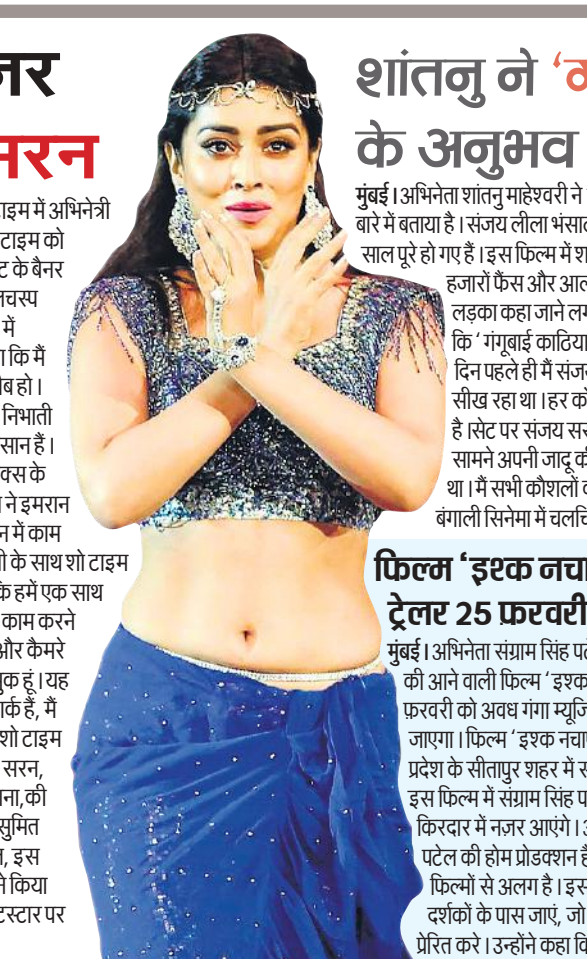 नर
सरन
इम में अभिनेत्री
टाइम को
ट के बैनर
नचस्प
में
ा कि मैं
ीब हो।
निभाती
सान हैं।
क्स के
ने इमरान
न में काम
ी के साथ शो टाइम
के हमें एक साथ
काम करने
और कैमरे
सुक हूं। यह
र्क हैं, मैं
शो टाइम
सरन,
ना,की
सुमित
इस
ने किया
टस्टार पर
शांतनु ने ‘
के अनुभव
मुंबई। अभिनेता शांतनु माहेश्वरी ने
बारे में बताया है। संजय लीला भंसाल
साल पूरे हो गए हैं। इस फिल्म में श
हजारों फैंस और आल
लड़का कहा जाने लग
कि ‘ गंगूबाई काठिया
दिन पहले ही मैं संजय
सीख रहा था। हर क
है।सेट पर संजय सर
सामने अपनी जादू की
था। मैं सभी कौशलों क
बंगाली सिनेमा में चलचि
फिल्म ‘इश्क नचा
ट्रेलर 25 फ़रवरी
मुंबई। अभिनेता संग्राम सिंह पटे
की आने वाली फिल्म ‘इश्क
फ़रवरी को अवध गंगा म्यूजि
जाएगा। फिल्म ‘इश्क नचा
प्रदेश के सीतापुर शहर में स
इस फिल्म में संग्राम सिंह प
किरदार में नज़र आएंगे।
पटेल की होम प्रोडक्शन है
फिल्मों से अलग है। इस
दर्शकों के पास जाएं, जो
प्रेरित करे। उन्होंने कहा कि